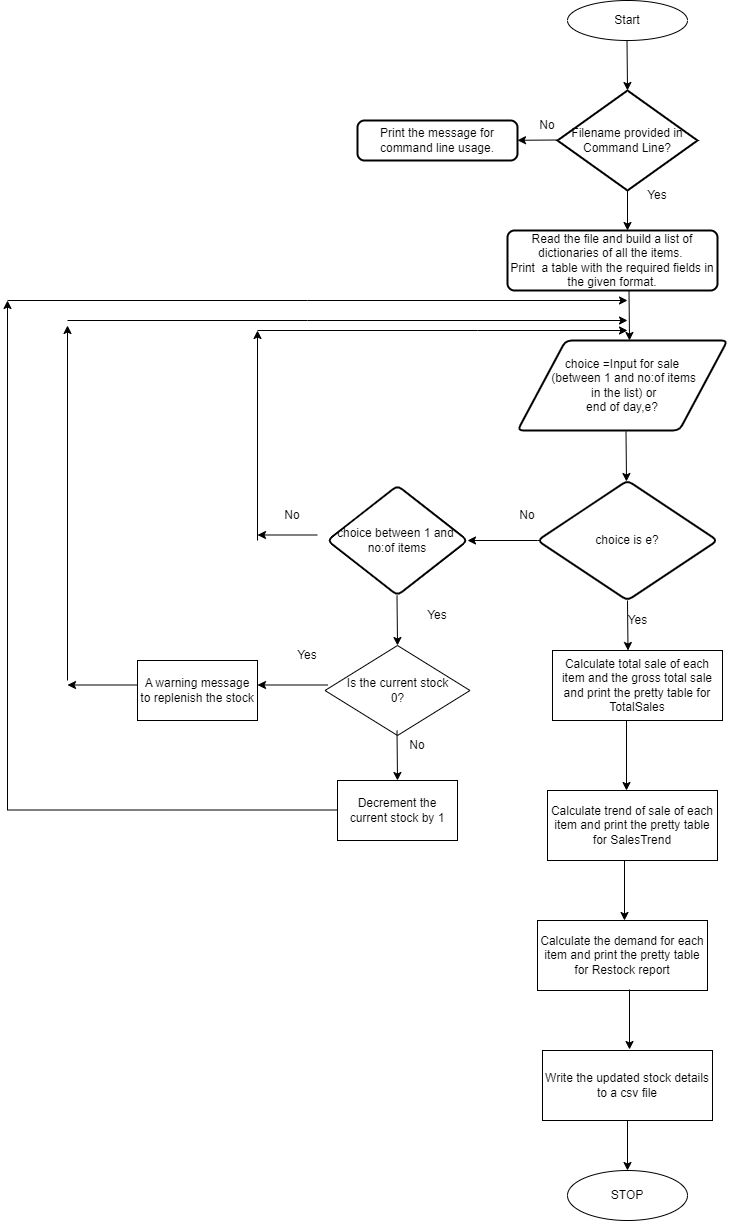 Start
No
Filename provided in
Command Line?
Print the message for
command line usage.
Yes
Read the file and build a list of
dictionaries of all the items.
Print  a table with the required fields in
the given format.
choice =Input for sale
(between 1 and no:of items
in the list) or
end of day,e?
No
No
choice between 1 and
no:of items
choice is e?
Yes
Yes
Yes
Calculate total sale of each
item and the gross total sale
and print the pretty table for
TotalSales
A warning message
to replenish the stock
Is the current stock
0?
No
Decrement the
current stock by 1
Calculate trend of sale of each
item and print the pretty table
for SalesTrend
Calculate the demand for each
item and print the pretty table
for Restock report
Write the updated stock details
to a csv file
STOP